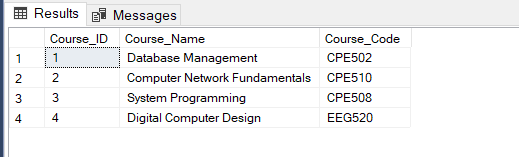 Results Messages
Course_ID Course_Name Course_Code
1 1 Database Management CPE502
2 2 Computer Network Fundamentals CPE510
3 3 System Programming CPE508
4 4 Digital Computer Design EEG520